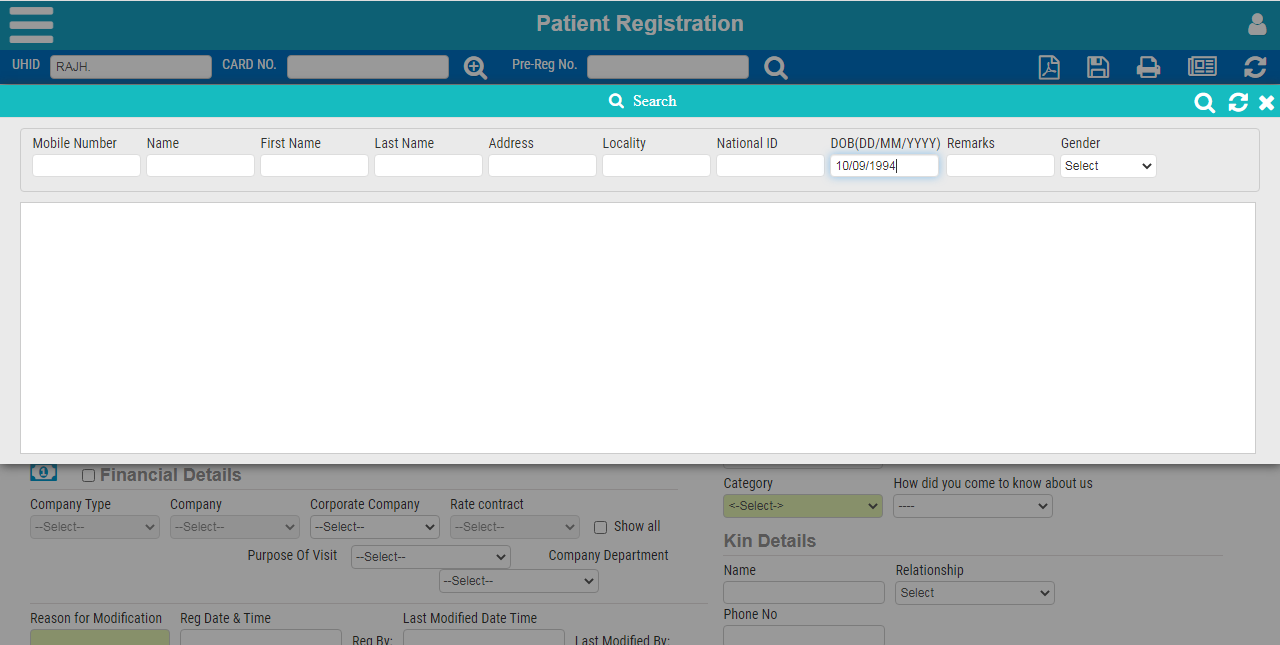 Patient Registration
UHID RAJH. CARD NO. Pre-Reg No.
Search
Mobile Number Name First Name Last Name Address Locality National ID DOB(DD/MM/YYYY) Remarks Gender
10/09/1994 Select
Financial Details
Company Type Company Corporate Company Rate contract
--Select-- --Select-- --Select-- --Select-- Show all
Purpose Of Visit --Select-- Company Department
--Select--
Reason for Modification Reg Date & Time Last Modified Date Time
Reg By: Last Modified By:
Category How did you come to know about us
<-Select-> ----
Kin Details
Name Relationship
Select
Phone No